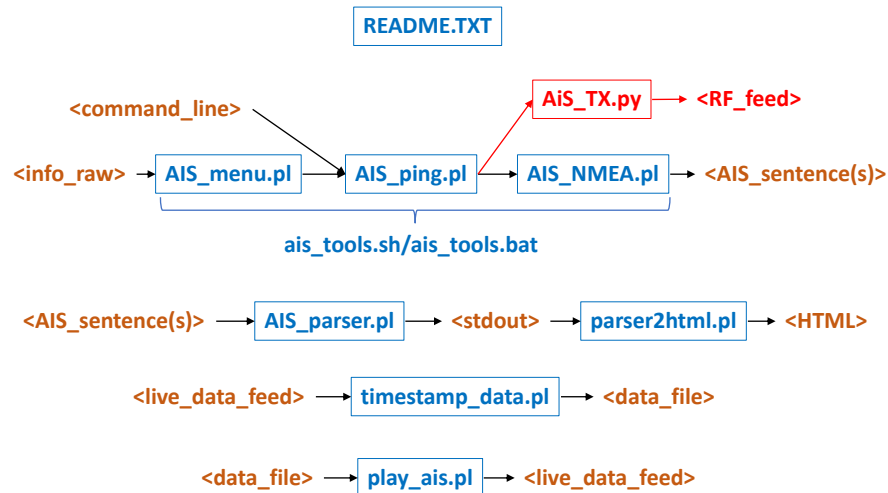 README.TXT
AiS_TX.py <RF_feed>
<command_line>
<info_raw> AIS_menu.pl AIS_ping.pl AIS_NMEA.pl <AIS_sentence(s)>
ais_tools.sh/ais_tools.bat
<AIS_sentence(s)> AIS_parser.pl <stdout> parser2html.pl <HTML>
<live_data_feed> timestamp_data.pl <data_file>
<data_file> play_ais.pl <live_data_feed>